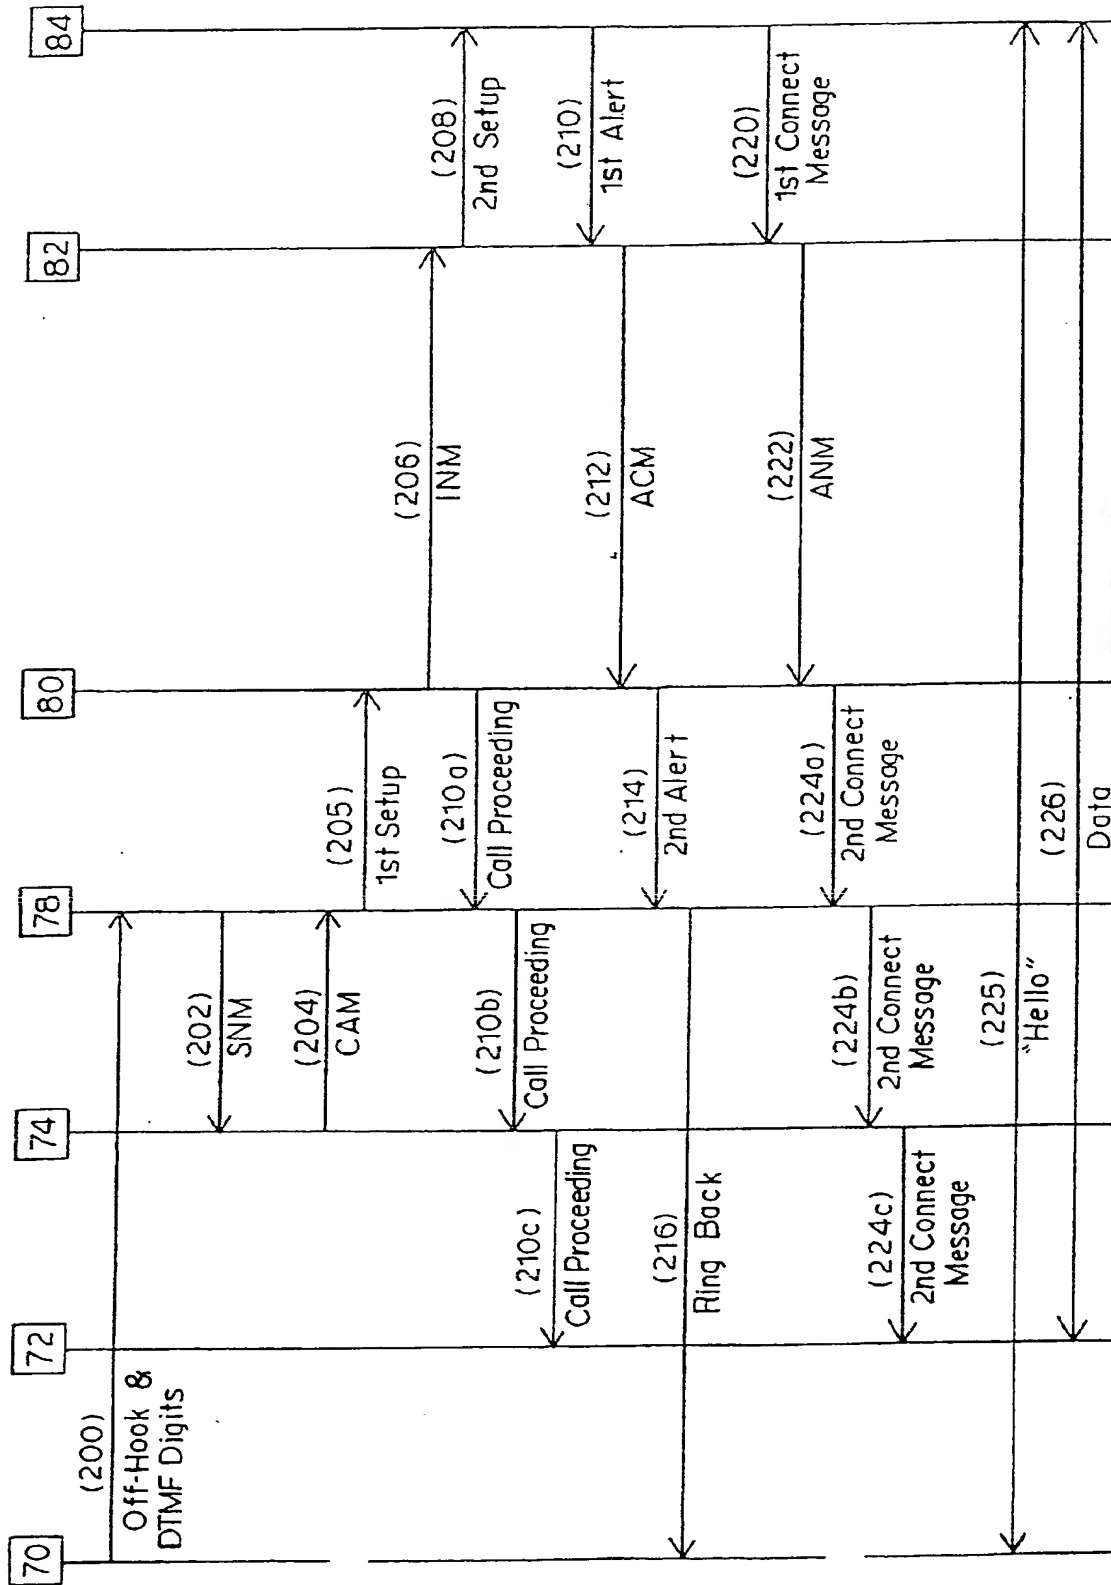 70
72
74
78
80
82
84
(200)
Off-Hook &
DTMF Digits
(202)
SNM
(204)
CAM
(205)
1st Setup
(206)
INM
(208)
2nd Setup
(210a)
Call Proceeding
(210b)
Call Proceeding
(210c)
Call Proceeding
(210)
1st Alert
(212)
ACM
(214)
2nd Alert
(216)
Ring Back
(220)
1st Connect
Message
(222)
ANM
(224a)
2nd Connect
Message
(224b)
2nd Connect
Message
(224c)
2nd Connect
Message
(225)
"Hello"
(226)
Data